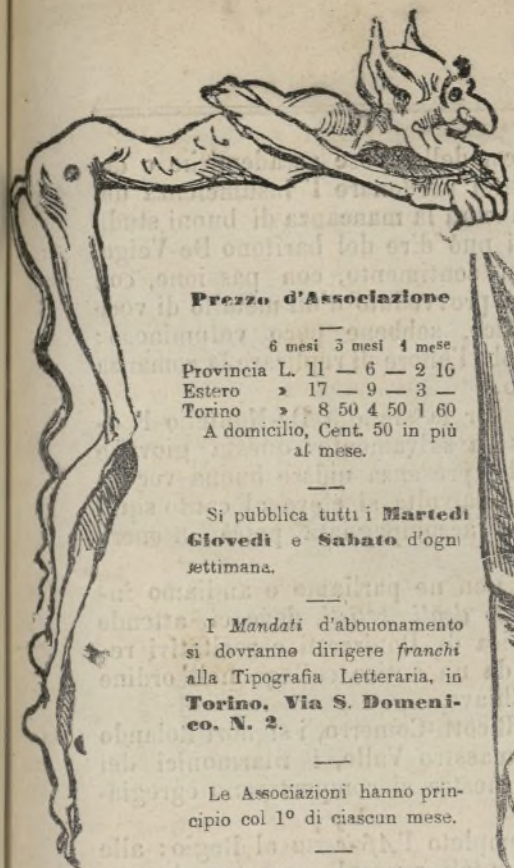 Prezzo d'Associazione
6 mesi 3 mesi 1 mese
Provincia L. 11 — 6 — 2 10
Estero » 17 — 9 — 3 —
Torino » 8 50 4 50 1 60
A domicilio, Cent. 50 in più
al mese.
Si pubblica tutti i Martedì
Giovedì e Sabato d'ogni
settimana.
I Mandati d'abbuonamento
si dovranno dirigere franchi
alla Tipografia Letteraria, in
Torino, Via S. Domeni-
co, N. 2.
Le Associazioni hanno prin-
cipio col 1º di ciascun mese.